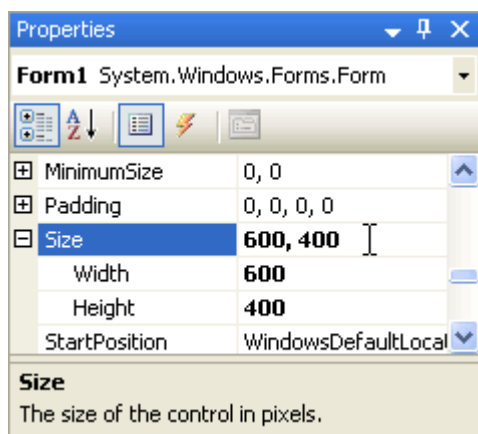 Properties
Form1 System.Windows.Forms.Form
A
Z
MinimumSize 0, 0
Padding 0, 0, 0, 0
Size 600, 400
Width 600
Height 400
StartPosition WindowsDefaultLocat
Size
The size of the control in pixels.